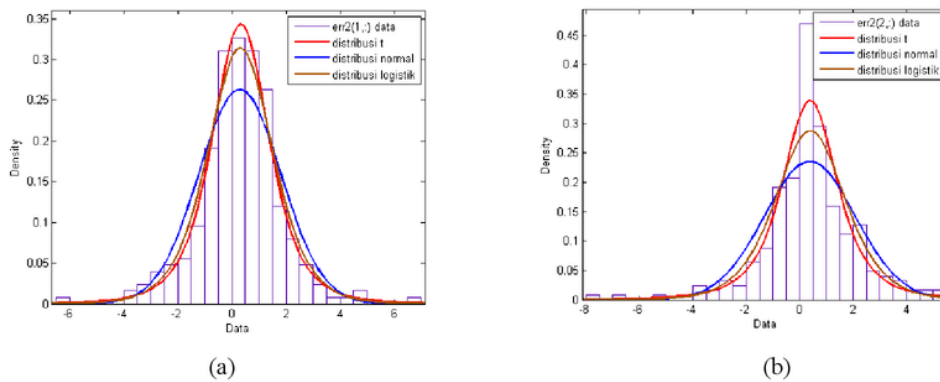 err2(1,:) data
distribusi t
distribusi normal
distribusi logistik
0.35
0.3
0.25
0.2
0.15
0.1
0.05
0
Density
-6 -4 -2 0 2 4 6
Data
(a)
err2(2,:) data
distribusi t
distribusi normal
distribusi logistik
0.45
0.4
0.35
0.3
0.25
0.2
0.15
0.1
0.05
0
Density
-8 -6 -4 -2 0 2 4
Data
(b)